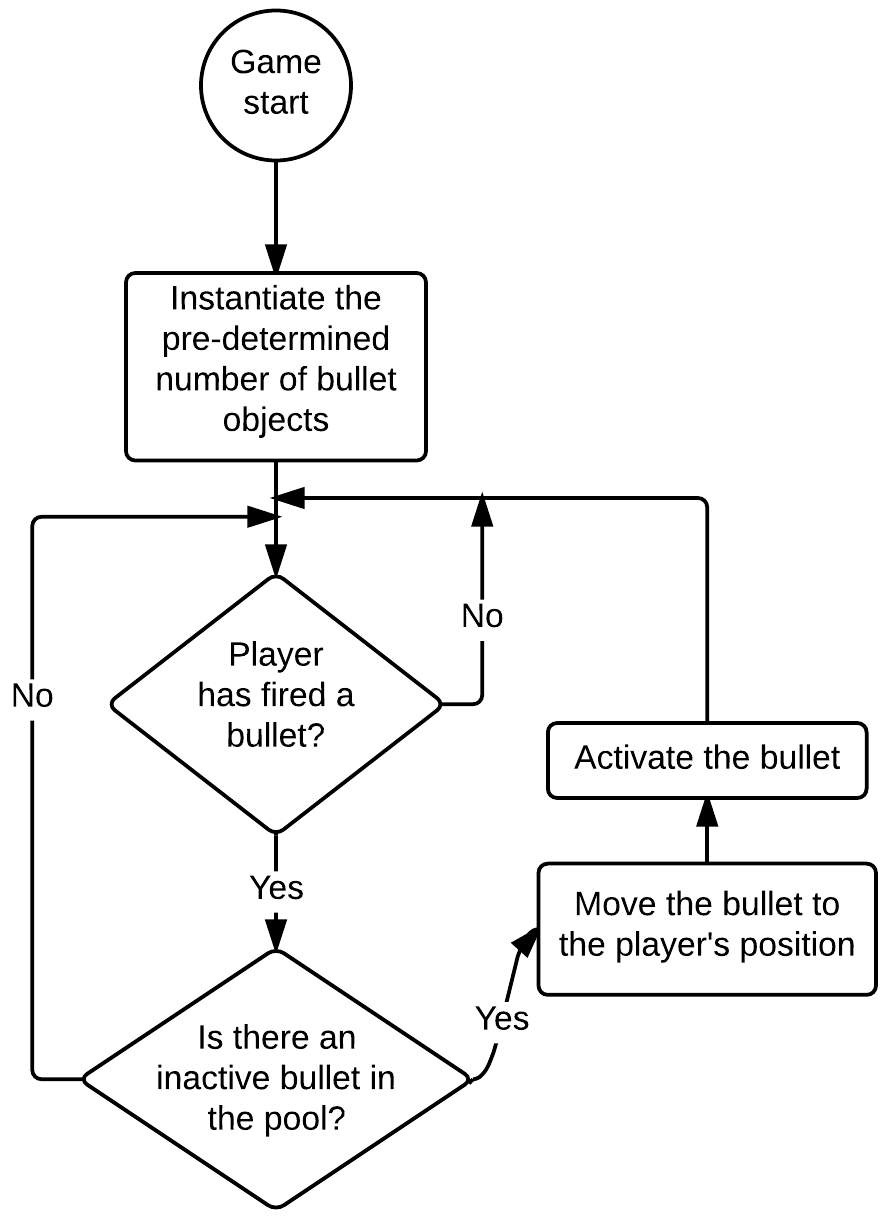 Game
start
Instantiate the
pre-determined
number of bullet
objects
Player
has fired a
bullet?
No
No
Yes
Activate the bullet
Move the bullet to
the player's position
Yes
Is there an
inactive bullet in
the pool?